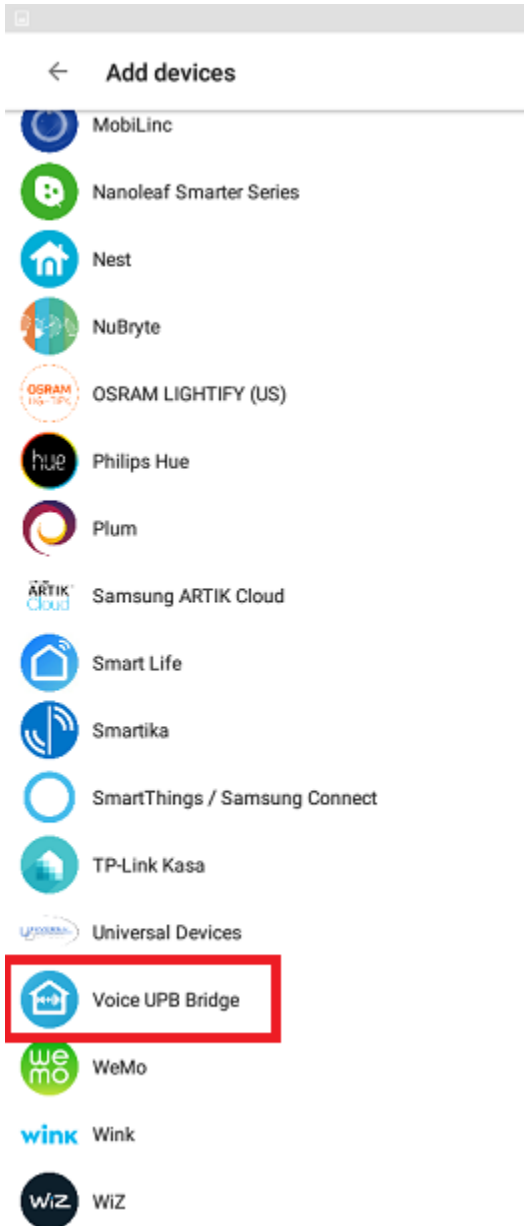 Add devices
MobiLinc
Nanoleaf Smarter Series
Nest
NuBryte
OSRAM
OSRAM LIGHTIFY (US)
hue
Philips Hue
Plum
ARTIK
Cloud
Samsung ARTIK Cloud
Smart Life
Smartika
SmartThings / Samsung Connect
TP-Link Kasa
Universal Devices
Voice UPB Bridge
we
mo
WeMo
wink
Wink
WiZ
WiZ